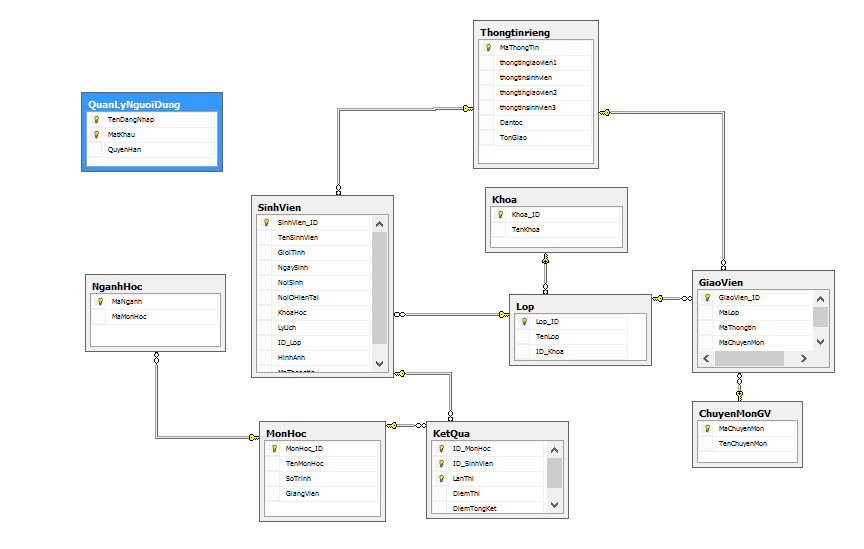 Thongtinrieng
MaThongTin
thongtingiaovien1
thongtinsinhvien
thongtingiaovien2
thongtinsinhvien3
Dantoc
TonGiao
QuanLyNguoiDung
TenDangNhap
MatKhau
QuyenHan
SinhVien
SinhVien_ID
TenSinhVien
GioiTinh
NgaySinh
NoiSinh
NoiOHienTai
KhoaHoc
LyLich
ID_Lop
HinhAnh
MaThongtin
Khoa
Khoa_ID
TenKhoa
NganhHoc
MaNganh
MaMonHoc
Lop
Lop_ID
TenLop
ID_Khoa
GiaoVien
GiaoVien_ID
MaLop
MaThongtin
MaChuyenMon
ChuyenMonGV
MaChuyenMon
TenChuyenMon
MonHoc
MonHoc_ID
TenMonHoc
SoTrinh
GiangVien
KetQua
ID_MonHoc
ID_SinhVien
LanThi
DiemThi
DiemTongKet